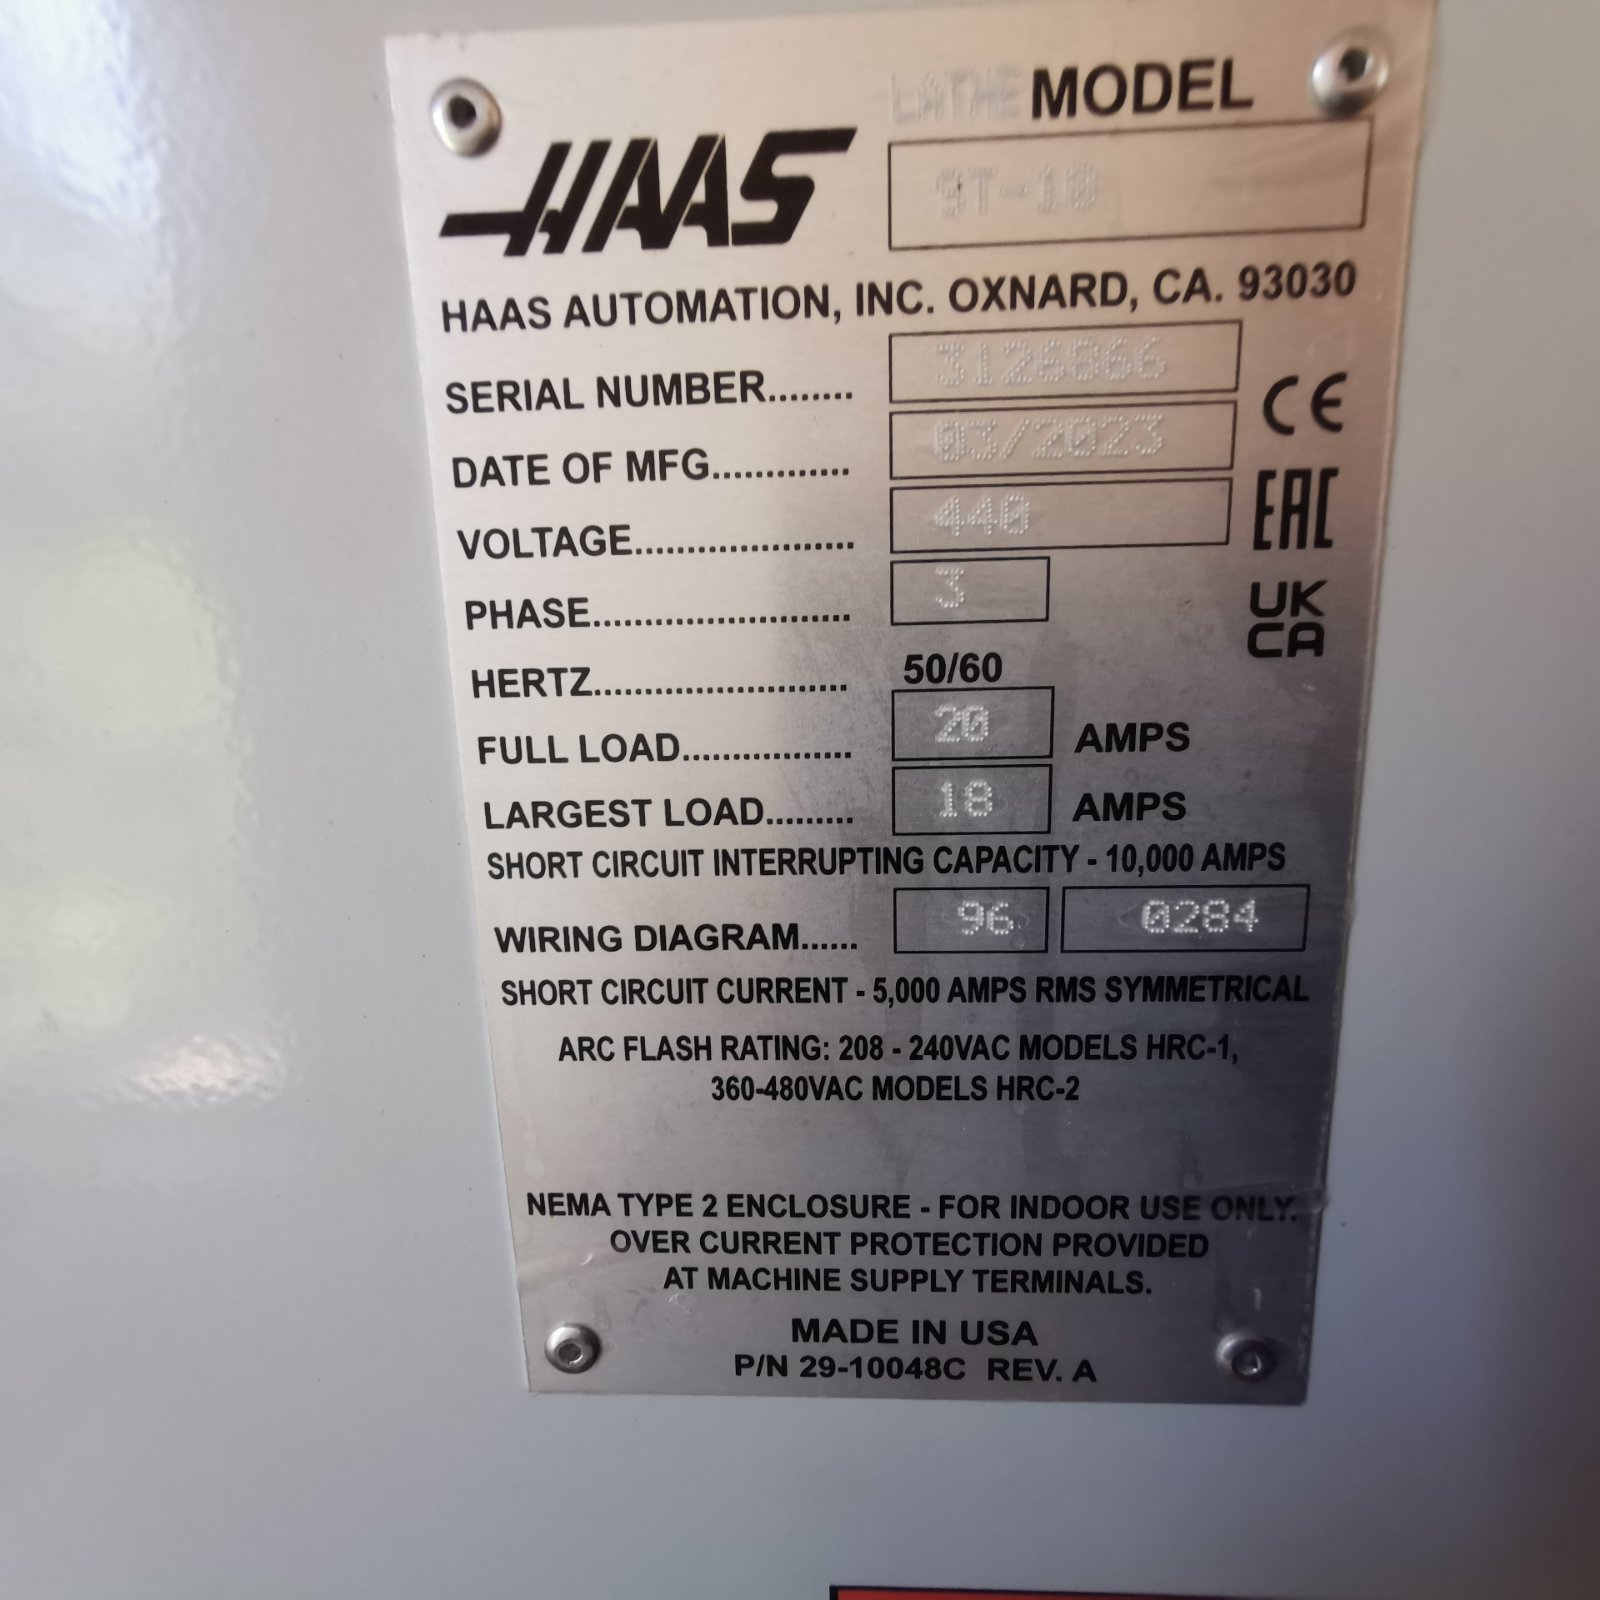 LATHE MODEL
HAAS ST-10
HAAS AUTOMATION, INC. OXNARD, CA. 93030
SERIAL NUMBER........ 3126866
DATE OF MFG............. 03/2023
CE
VOLTAGE...................... 440
EAC
PHASE......................... 3
UK
CA
HERTZ......................... 50/60
FULL LOAD................. 20 AMPS
LARGEST LOAD......... 18 AMPS
SHORT CIRCUIT INTERRUPTING CAPACITY - 10,000 AMPS
WIRING DIAGRAM...... 96 0284
SHORT CIRCUIT CURRENT - 5,000 AMPS RMS SYMMETRICAL
ARC FLASH RATING: 208 - 240VAC MODELS HRC-1,
360-480VAC MODELS HRC-2
NEMA TYPE 2 ENCLOSURE - FOR INDOOR USE ONLY.
OVER CURRENT PROTECTION PROVIDED
AT MACHINE SUPPLY TERMINALS.
MADE IN USA
P/N 29-10048C REV. A